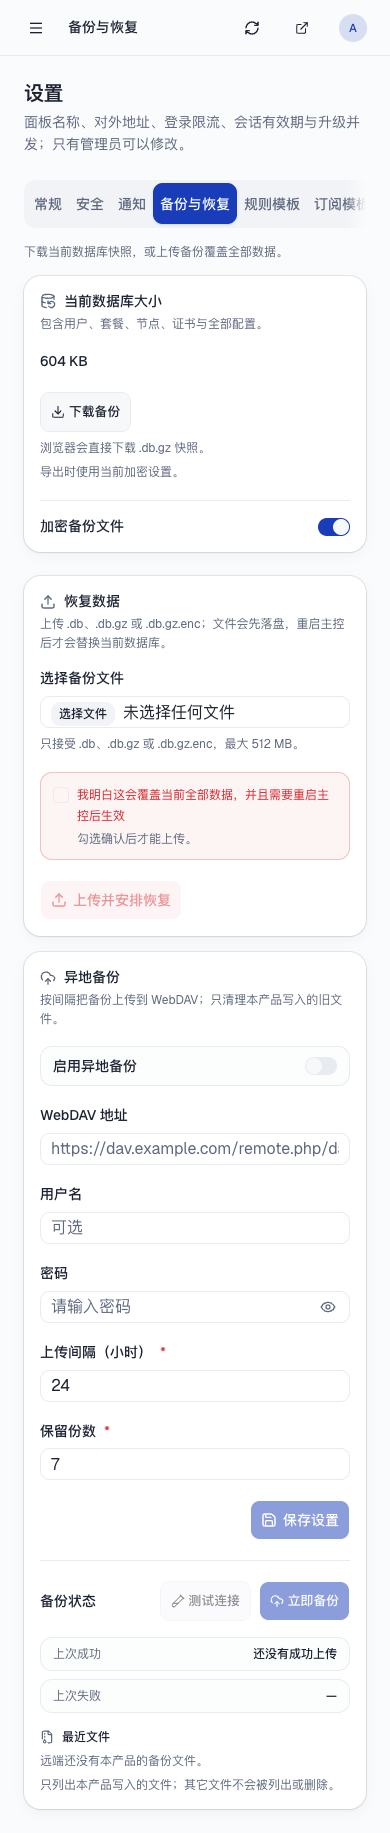 备份与恢复
A
设置
面板名称、对外地址、登录限流、会话有效期与升级并
发；只有管理员可以修改。
常规 安全 通知 备份与恢复 规则模板 订阅模板
下载当前数据库快照，或上传备份覆盖全部数据。
当前数据库大小
包含用户、套餐、节点、证书与全部配置。
604 KB
下载备份
浏览器会直接下载 .db.gz 快照。
导出时使用当前加密设置。
加密备份文件
恢复数据
上传 .db、.db.gz 或 .db.gz.enc；文件会先落盘，重启主控
后才会替换当前数据库。
选择备份文件
选择文件 未选择任何文件
只接受 .db、.db.gz 或 .db.gz.enc，最大 512 MB。
我明白这会覆盖当前全部数据，并且需要重启主
控后生效
勾选确认后才能上传。
上传并安排恢复
异地备份
按间隔把备份上传到 WebDAV；只清理本产品写入的旧文
件。
启用异地备份
WebDAV 地址
https://dav.example.com/remote.php/da
用户名
可选
密码
请输入密码
上传间隔（小时） *
24
保留份数 *
7
保存设置
备份状态 测试连接 立即备份
上次成功 还没有成功上传
上次失败 —
最近文件
远端还没有本产品的备份文件。
只列出本产品写入的文件；其它文件不会被列出或删除。